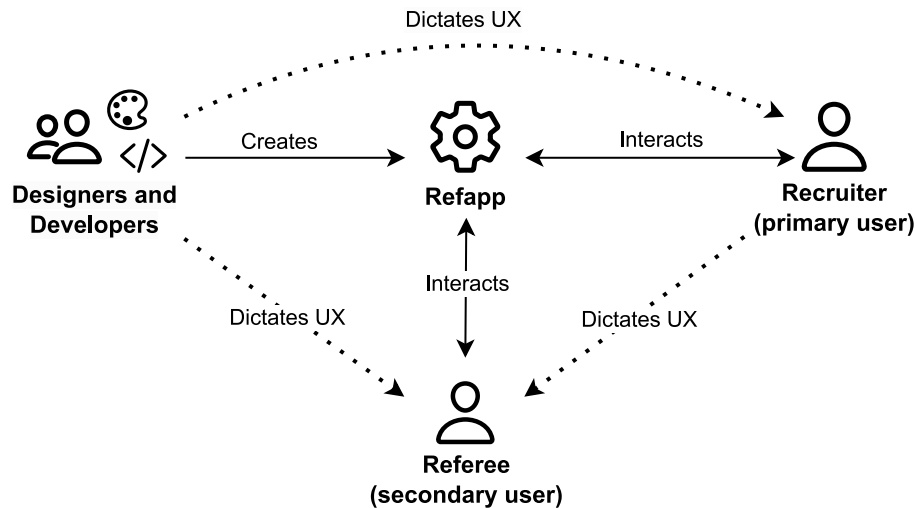 Dictates UX
Creates
Interacts
Designers and
Developers
Refapp
Recruiter
(primary user)
Interacts
Dictates UX
Dictates UX
Referee
(secondary user)